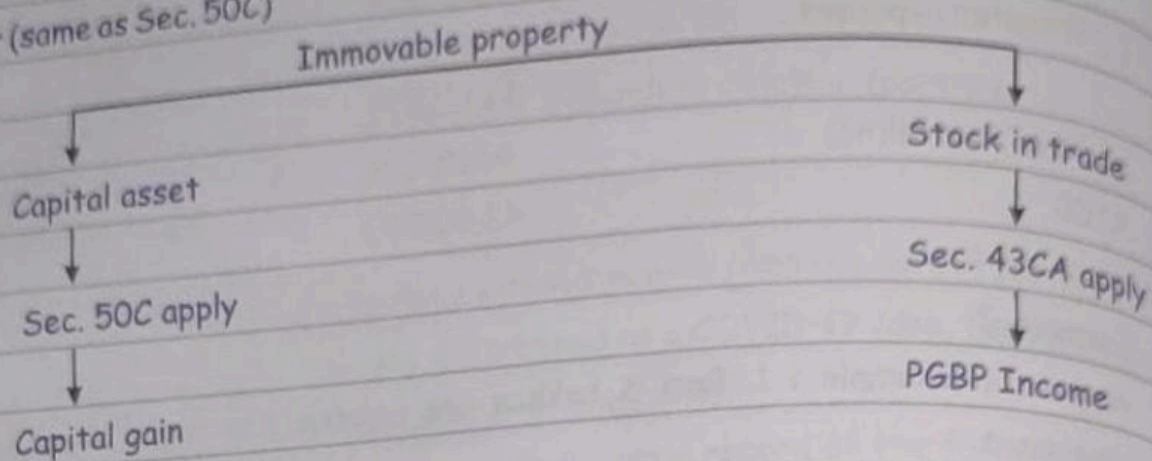 (same as Sec. 50C)
Immovable property
Capital asset
Stock in trade
Sec. 50C apply
Sec. 43CA apply
Capital gain
PGBP Income